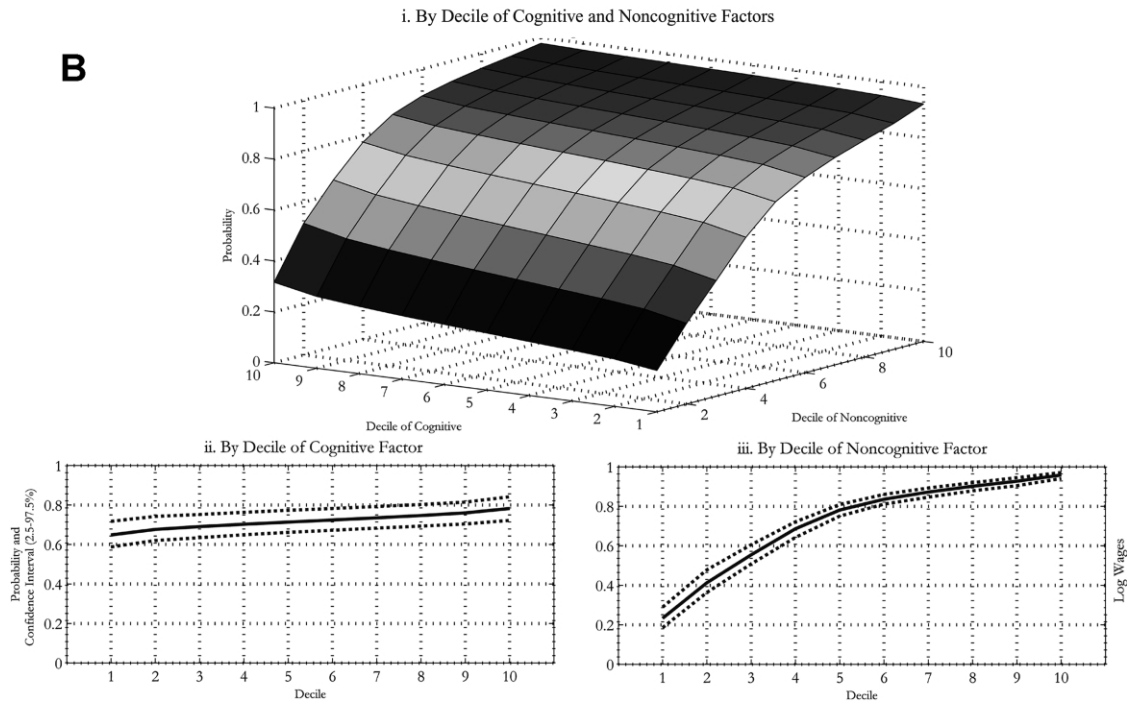 i. By Decile of Cognitive and Noncognitive Factors
B
1
0.8
0.6
0.4
0.2
0
Probability
10
9
8
7
6
5
4
3
2
1
Decile of Cognitive
2
4
6
8
10
Decile of Noncognitive
ii. By Decile of Cognitive Factor
Probability and
Confidence Interval (2.5-97.5%)
1
0.8
0.6
0.4
0.2
0
1 2 3 4 5 6 7 8 9 10
Decile
iii. By Decile of Noncognitive Factor
1
0.8
0.6
0.4
0.2
0
1 2 3 4 5 6 7 8 9 10
Decile
Log Wages